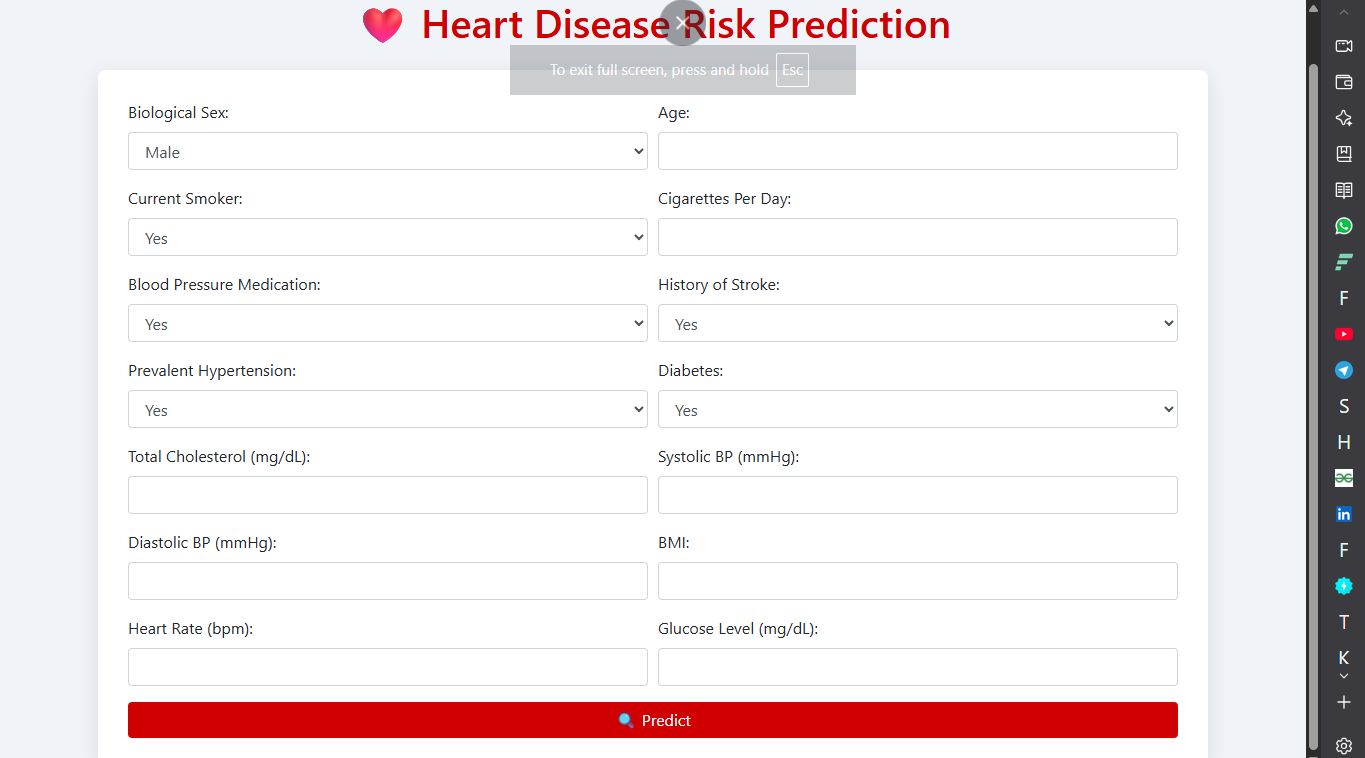 Heart Disease Risk Prediction
To exit full screen, press and hold Esc
Biological Sex:
Age:
Male
Current Smoker:
Cigarettes Per Day:
Yes
Blood Pressure Medication:
History of Stroke:
Yes
Yes
Prevalent Hypertension:
Diabetes:
Yes
Yes
Total Cholesterol (mg/dL):
Systolic BP (mmHg):
Diastolic BP (mmHg):
BMI:
Heart Rate (bpm):
Glucose Level (mg/dL):
Predict
F
S
H
in
F
T
K